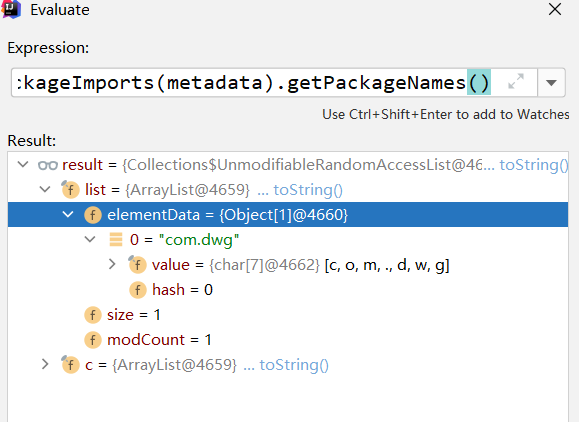 Evaluate
Expression:
ckageImports(metadata).getPackageNames()
Use Ctrl+Shift+Enter to add to Watches
Result:
result = {Collections$UnmodifiableRandomAccessList@46... ... toString()
list = {ArrayList@4659} ... toString()
elementData = {Object[1]@4660}
0 = "com.dwg"
value = {char[7]@4662} [c, o, m, ., d, w, g]
hash = 0
size = 1
modCount = 1
c = {ArrayList@4659} ... toString()